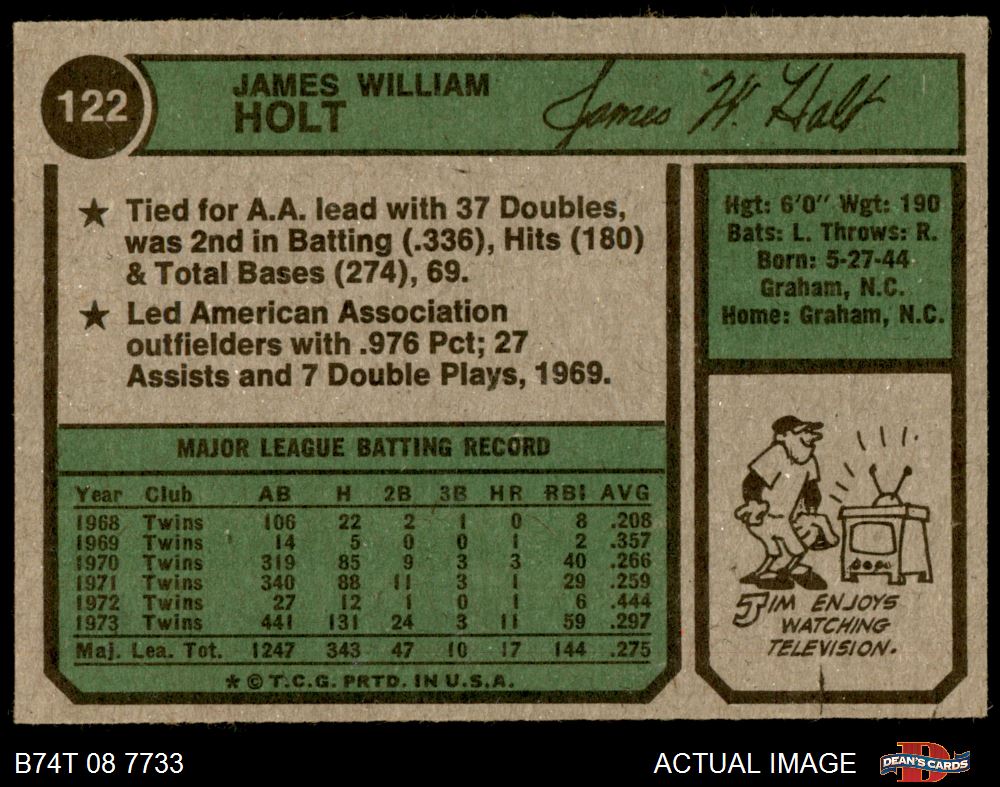 122
JAMES WILLIAM
HOLT
James W. Holt
★ Tied for A.A. lead with 37 Doubles,
was 2nd in Batting (.336), Hits (180)
& Total Bases (274), 69.
★ Led American Association
outfielders with .976 Pct; 27
Assists and 7 Double Plays, 1969.
Hgt: 6'0" Wgt: 190
Bats: L. Throws: R.
Born: 5-27-44
Graham, N.C.
Home: Graham, N.C.
MAJOR LEAGUE BATTING RECORD
Year Club AB H 2B 3B HR RBI AVG
1968 Twins 106 22 2 1 0 8 .208
1969 Twins 14 5 0 0 1 2 .357
1970 Twins 319 85 9 3 3 40 .266
1971 Twins 340 88 11 3 1 29 .259
1972 Twins 27 12 1 0 1 6 .444
1973 Twins 441 131 24 3 11 59 .297
Maj. Lea. Tot. 1247 343 47 10 17 144 .275
* © T.C.G. PRTD. IN U.S.A.
JIM ENJOYS
WATCHING
TELEVISION.
B74T 08 7733
ACTUAL IMAGE
DEAN'S CARDS